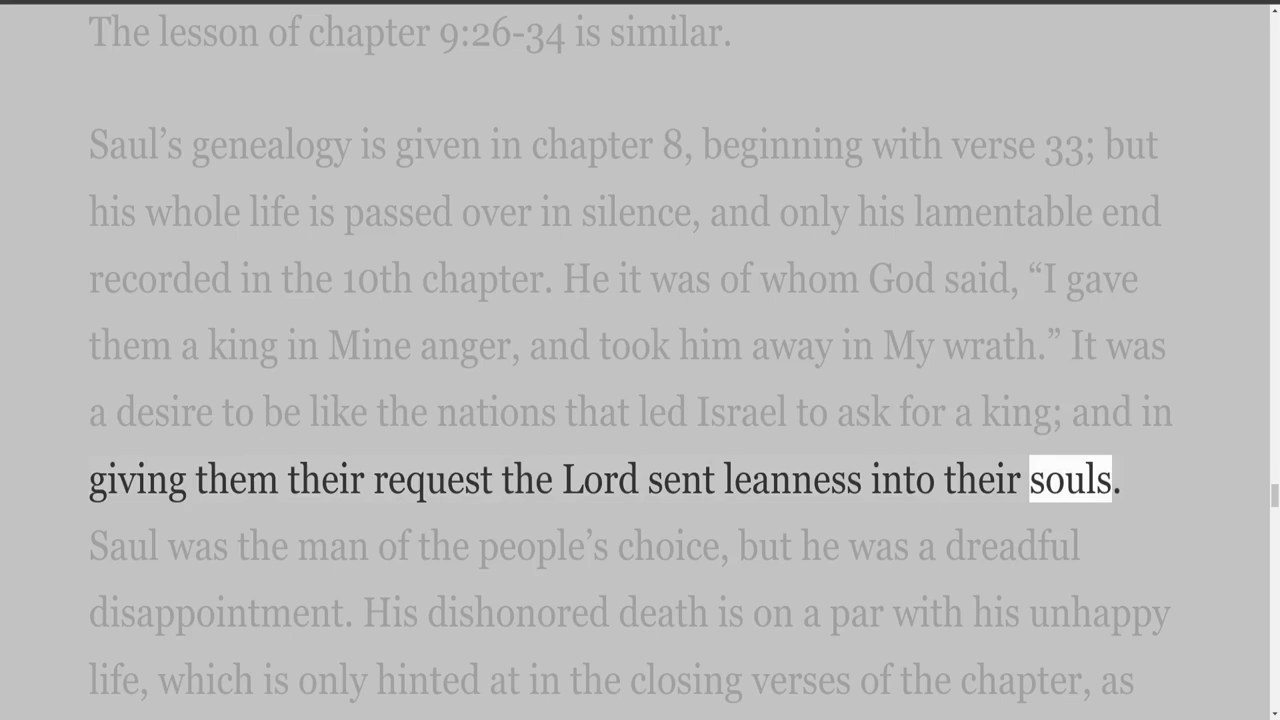 The lesson of chapter 9:26-34 is similar.
Saul’s genealogy is given in chapter 8, beginning with verse 33; but
his whole life is passed over in silence, and only his lamentable end
recorded in the 10th chapter. He it was of whom God said, “I gave
them a king in Mine anger, and took him away in My wrath.” It was
a desire to be like the nations that led Israel to ask for a king; and in
giving them their request the Lord sent leanness into their souls.
Saul was the man of the people’s choice, but he was a dreadful
disappointment. His dishonored death is on a par with his unhappy
life, which is only hinted at in the closing verses of the chapter, as